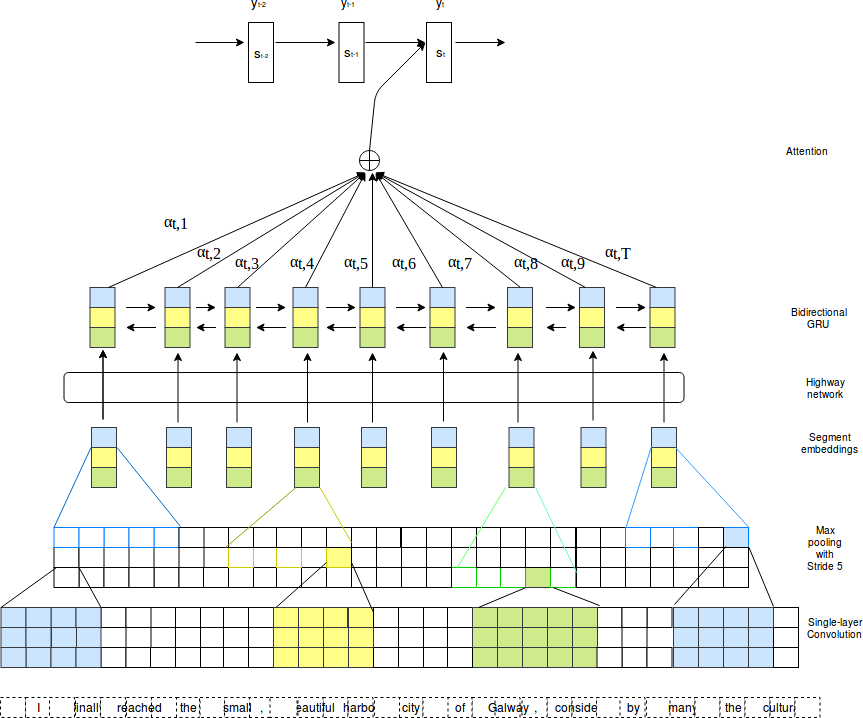 yt-2 yt-1 yt
St-2 St-1 St
Attention
αt,1
αt,2 αt,3 αt,4 αt,5 αt,6 αt,7 αt,8 αt,9 αt,T
Bidirectional
GRU
Highway
network
Segment
embeddings
Max
pooling
with
Stride 5
Single-layer
Convolution
I inall reached the small , eautiful harbo city of Galway , conside by many the cultur